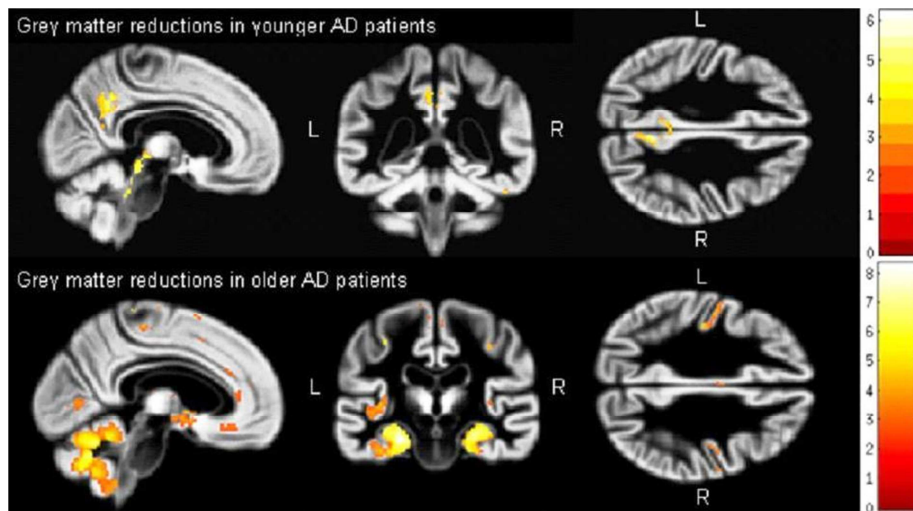 Grey matter reductions in younger AD patients
L
L
R
R
6
5
4
3
2
1
0
Grey matter reductions in older AD patients
L
L
R
R
8
7
6
5
4
3
2
1
0